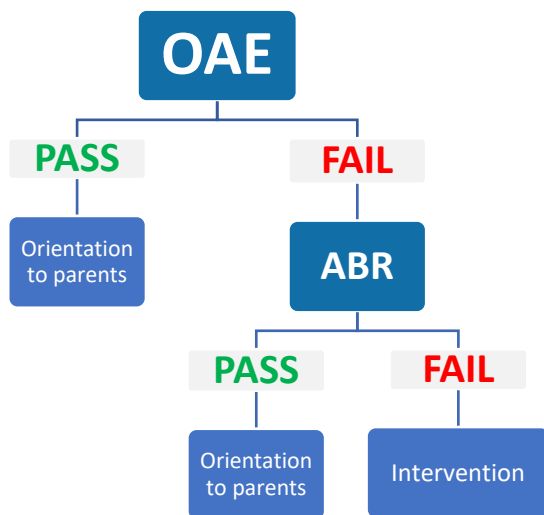 OAE
PASS
FAIL
Orientation
to parents
ABR
PASS
FAIL
Orientation
to parents
Intervention